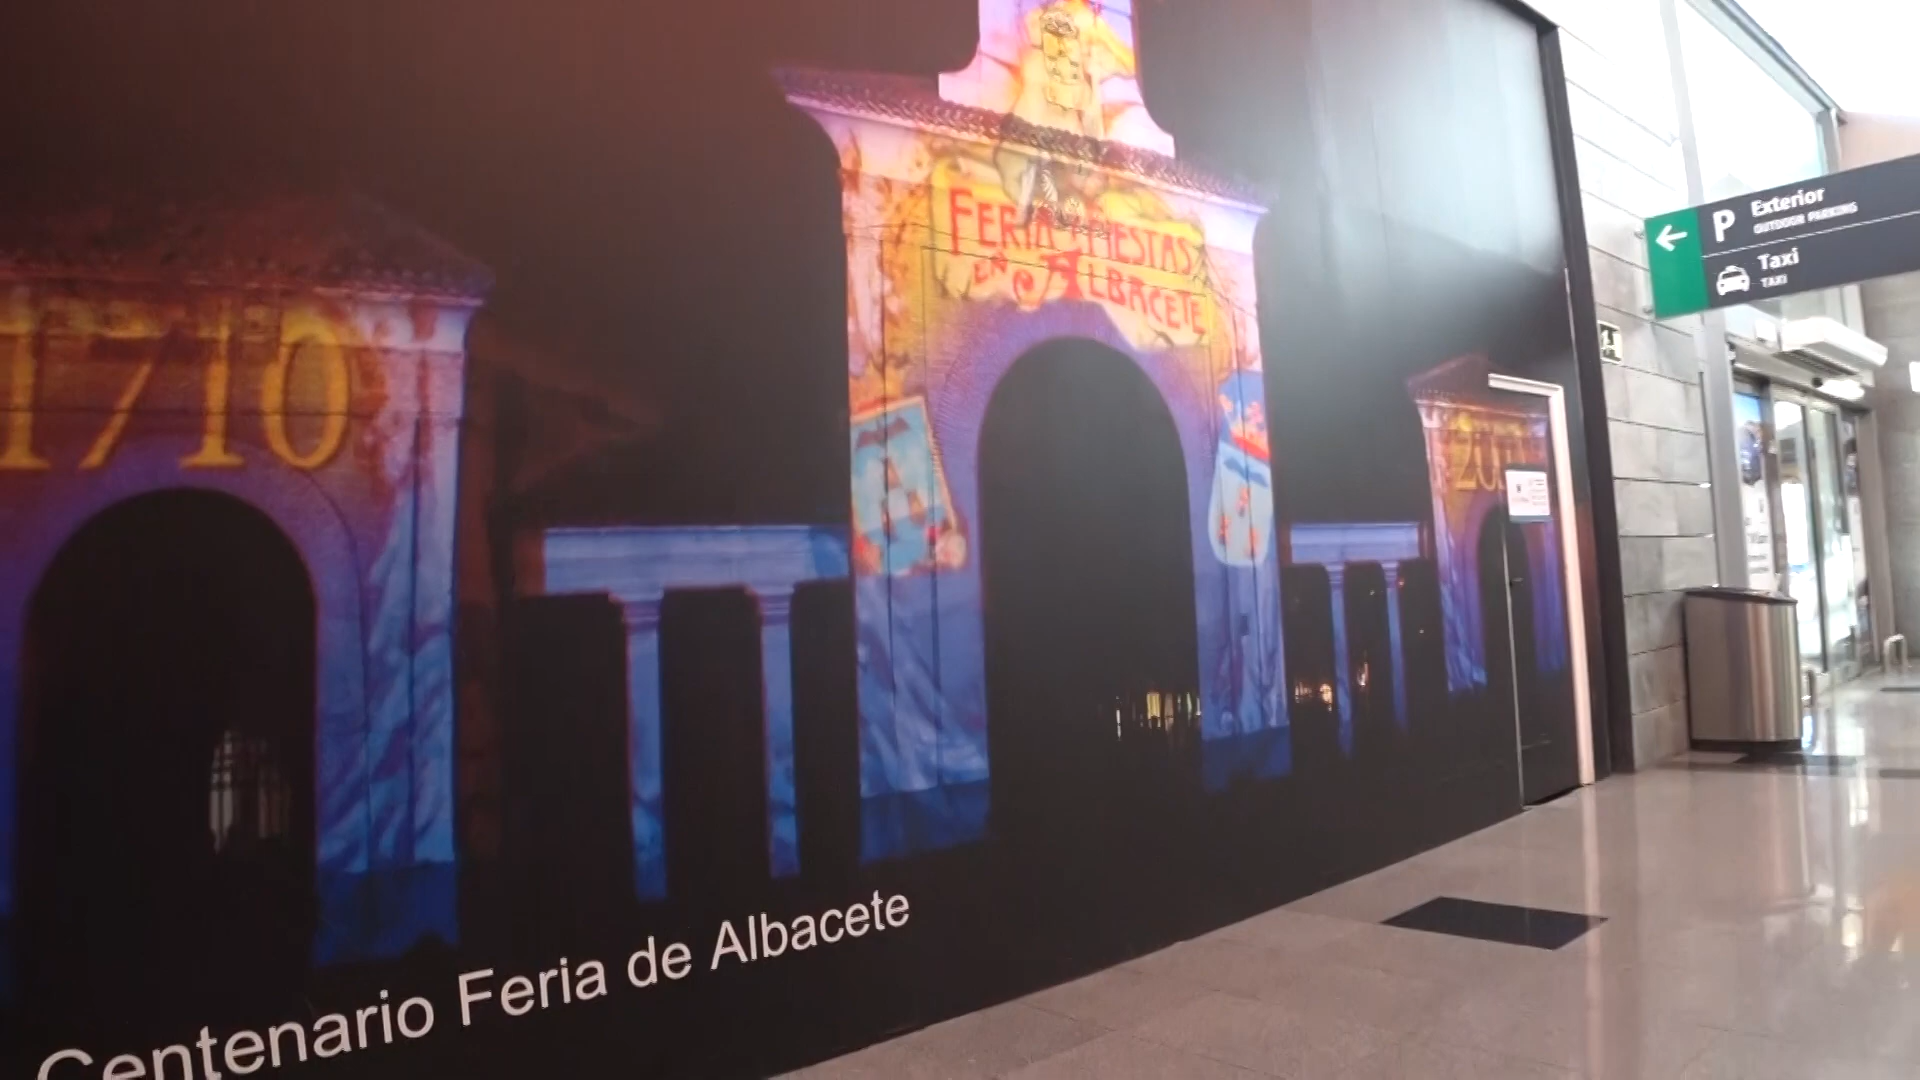 1710
FERIA Y FIESTAS
EN ALBACETE
Centenario Feria de Albacete
P Exterior
OUTDOOR PARKING
Taxi
TAXI